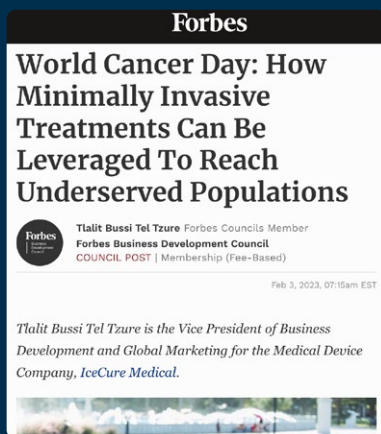 Forbes
World Cancer Day: How
Minimally Invasive
Treatments Can Be
Leveraged To Reach
Underserved Populations
Forbes
Business
Development
Council
Tlalit Bussi Tel Tzure Forbes Councils Member
Forbes Business Development Council
COUNCIL POST | Membership (Fee-Based)
Feb 3, 2023, 07:15am EST
Tlalit Bussi Tel Tzure is the Vice President of Business
Development and Global Marketing for the Medical Device
Company, IceCure Medical.